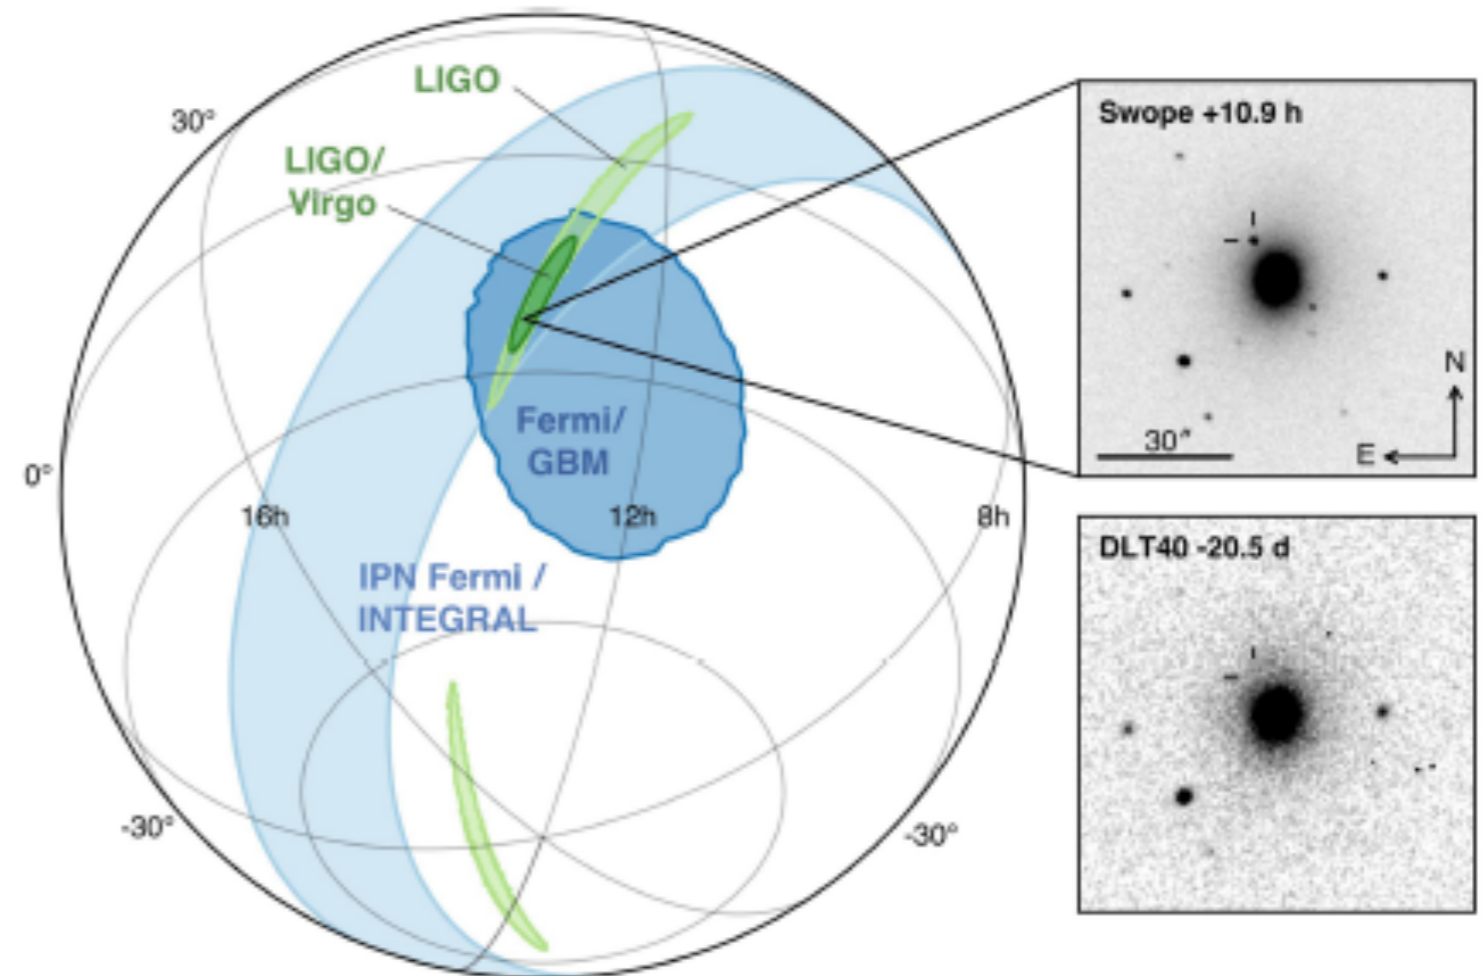 LIGO
30°
LIGO/
Virgo
Fermi/
GBM
0°
16h
12h
8h
IPN Fermi /
INTEGRAL
-30°
-30°
Swope +10.9 h
N
30"
E
DLT40 -20.5 d